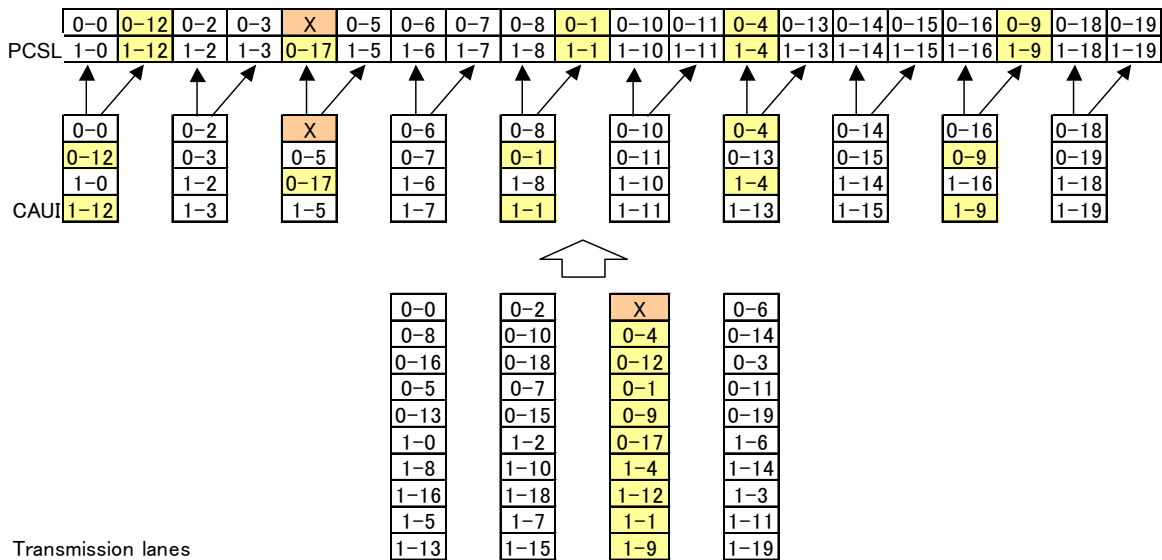 0-0 0-12 0-2 0-3 X 0-5 0-6 0-7 0-8 0-1 0-10 0-11 0-4 0-13 0-14 0-15 0-16 0-9 0-18 0-19
PCSL 1-0 1-12 1-2 1-3 0-17 1-5 1-6 1-7 1-8 1-1 1-10 1-11 1-4 1-13 1-14 1-15 1-16 1-9 1-18 1-19
0-0 0-2 X 0-6 0-8 0-10 0-4 0-14 0-16 0-18
0-12 0-3 0-5 0-7 0-1 0-11 0-13 0-15 0-9 0-19
1-0 1-2 0-17 1-6 1-8 1-10 1-4 1-14 1-16 1-18
CAUI 1-12 1-3 1-5 1-7 1-1 1-11 1-13 1-15 1-9 1-19
0-0 0-2 X 0-6
0-8 0-10 0-4 0-14
0-16 0-18 0-12 0-3
0-5 0-7 0-1 0-11
0-13 0-15 0-9 0-19
1-0 1-2 0-17 1-6
1-8 1-10 1-4 1-14
1-16 1-18 1-12 1-3
1-5 1-7 1-1 1-11
Transmission lanes 1-13 1-15 1-9 1-19